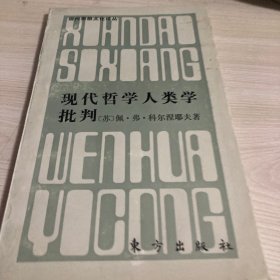 现代思想文化译丛
XIANDAI
SIXIANG
现代哲学人类学
批判〔苏〕佩·弗·科尔涅耶夫著
WENHUA
YICONG
东方出版社